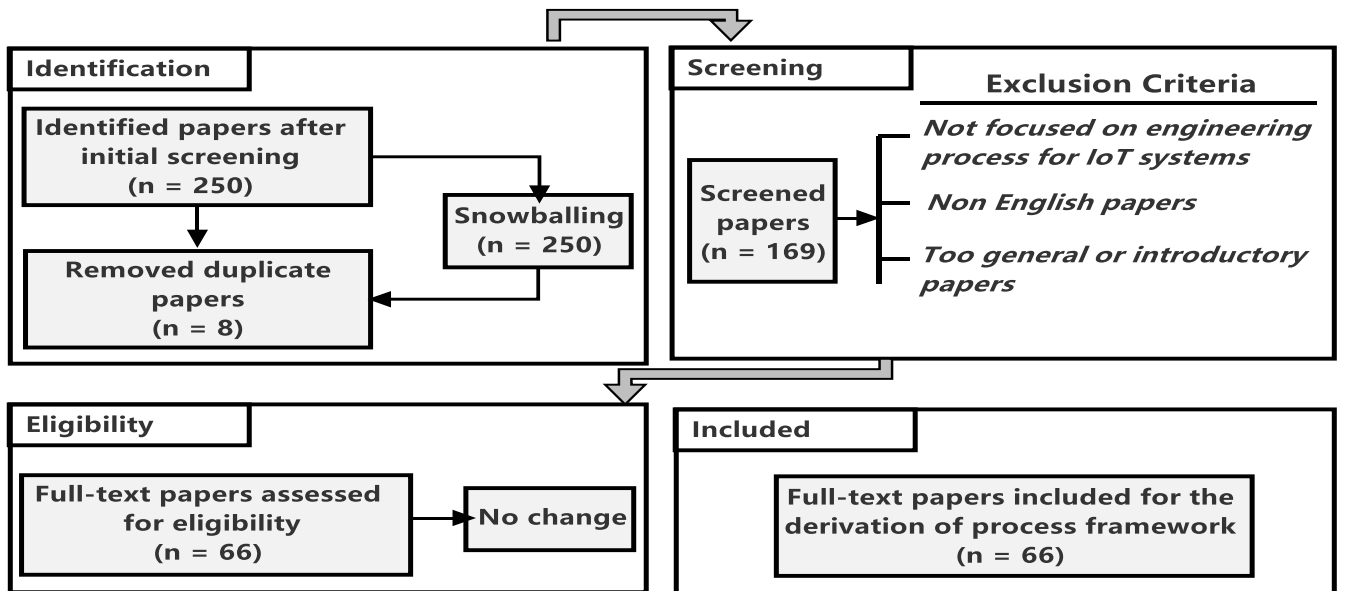 Identification
Identified papers after
initial screening
(n = 250)
Snowballing
(n = 250)
Removed duplicate
papers
(n = 8)
Screening
Exclusion Criteria
Screened
papers
(n = 169)
Not focused on engineering
process for IoT systems
Non English papers
Too general or introductory
papers
Eligibility
Full-text papers assessed
for eligibility
(n = 66)
No change
Included
Full-text papers included for the
derivation of process framework
(n = 66)